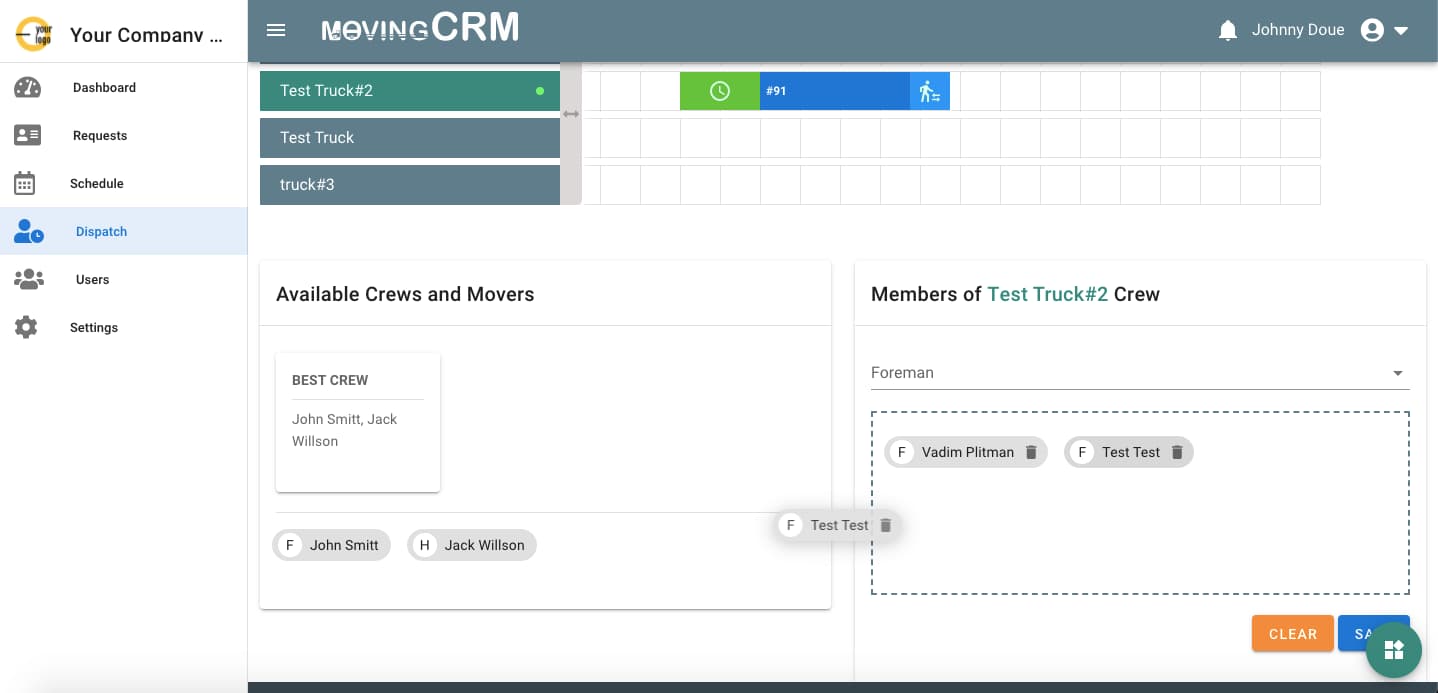 your
logo
Your Company ...
MOVINGCRM
Johnny Doue
Dashboard
Requests
Schedule
Dispatch
Users
Settings
Test Truck#2
#91
Test Truck
truck#3
Available Crews and Movers
BEST CREW
John Smitt, Jack
Willson
F John Smitt
H Jack Willson
F Test Test
Members of Test Truck#2 Crew
Foreman
F Vadim Plitman
F Test Test
CLEAR
SA